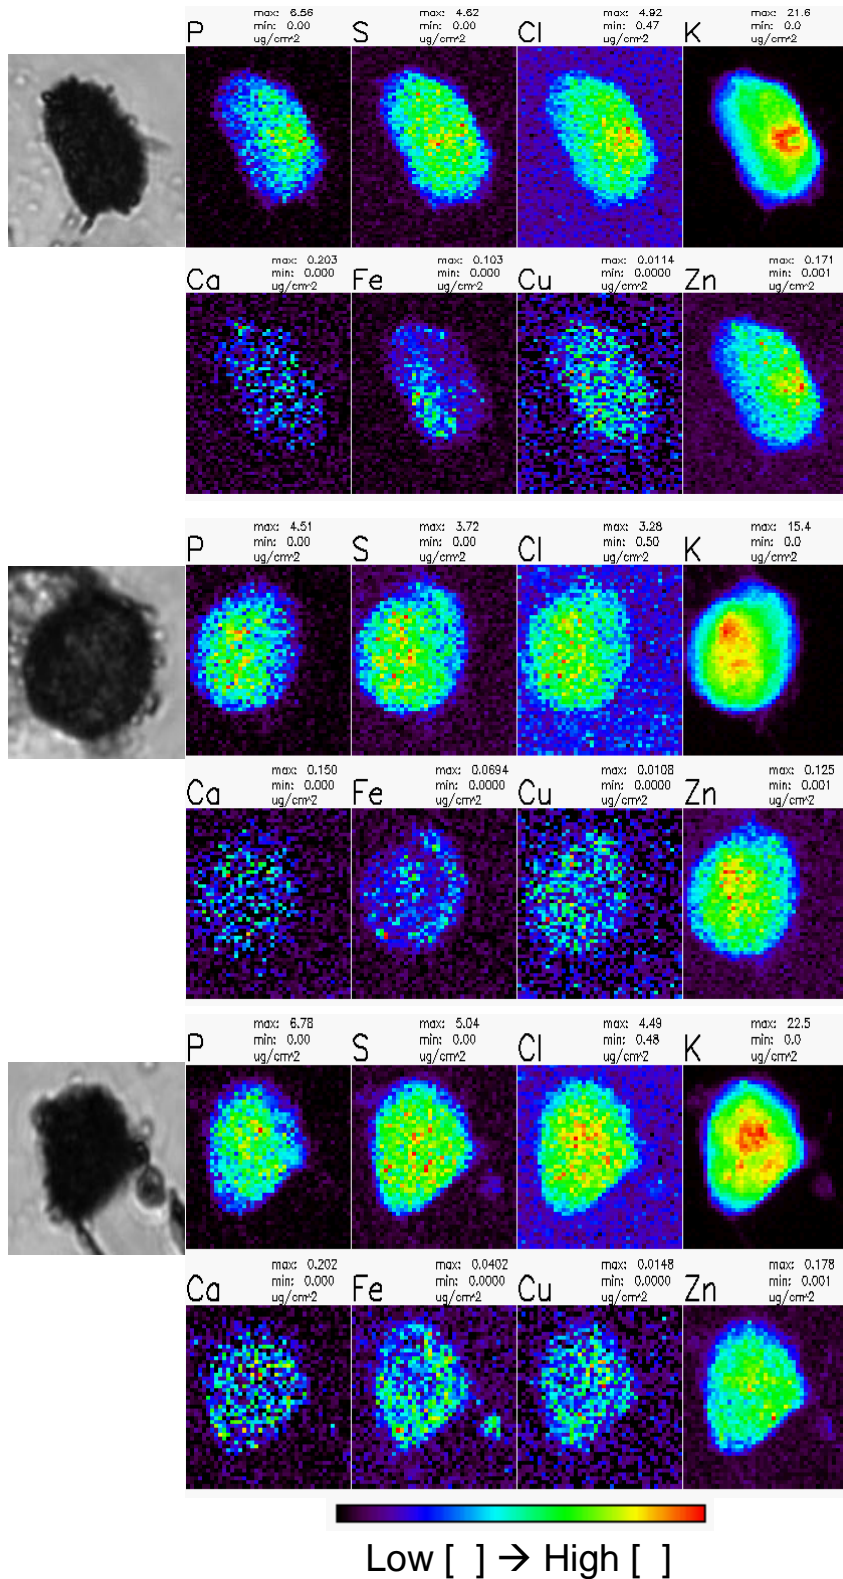 P max: 6.56 min: 0.00 ug/cm^2
S max: 4.62 min: 0.00 ug/cm^2
Cl max: 4.92 min: 0.47 ug/cm^2
K max: 21.6 min: 0.0 ug/cm^2
Ca max: 0.203 min: 0.000 ug/cm^2
Fe max: 0.103 min: 0.000 ug/cm^2
Cu max: 0.0114 min: 0.0000 ug/cm^2
Zn max: 0.171 min: 0.001 ug/cm^2
P max: 4.51 min: 0.00 ug/cm^2
S max: 3.72 min: 0.00 ug/cm^2
Cl max: 3.28 min: 0.50 ug/cm^2
K max: 15.4 min: 0.0 ug/cm^2
Ca max: 0.150 min: 0.000 ug/cm^2
Fe max: 0.0694 min: 0.0000 ug/cm^2
Cu max: 0.0108 min: 0.0000 ug/cm^2
Zn max: 0.125 min: 0.001 ug/cm^2
P max: 6.78 min: 0.00 ug/cm^2
S max: 5.04 min: 0.00 ug/cm^2
Cl max: 4.49 min: 0.48 ug/cm^2
K max: 22.5 min: 0.0 ug/cm^2
Ca max: 0.202 min: 0.000 ug/cm^2
Fe max: 0.0402 min: 0.0000 ug/cm^2
Cu max: 0.0148 min: 0.0000 ug/cm^2
Zn max: 0.178 min: 0.001 ug/cm^2
Low [ ] → High [ ]